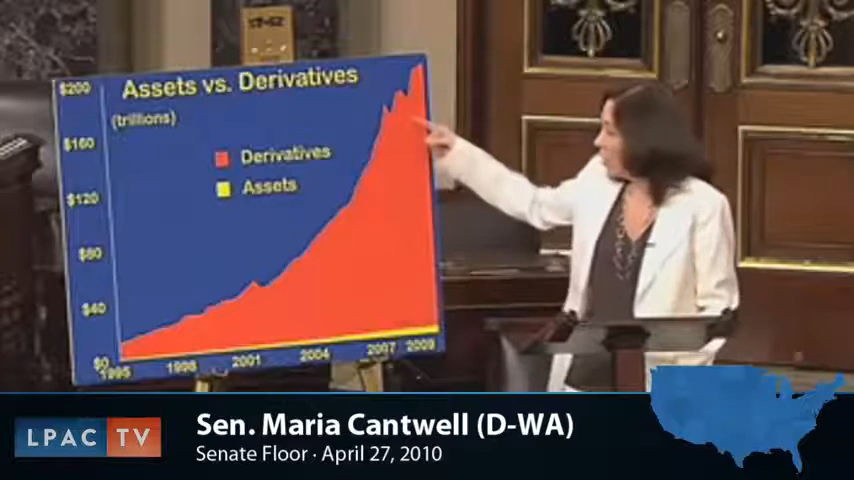 Assets vs. Derivatives
(trillions)
Derivatives
Assets
$200
$160
$120
$80
$40
$0
1995 1998 2001 2004 2007 2009
LPAC TV
Sen. Maria Cantwell (D-WA)
Senate Floor · April 27, 2010